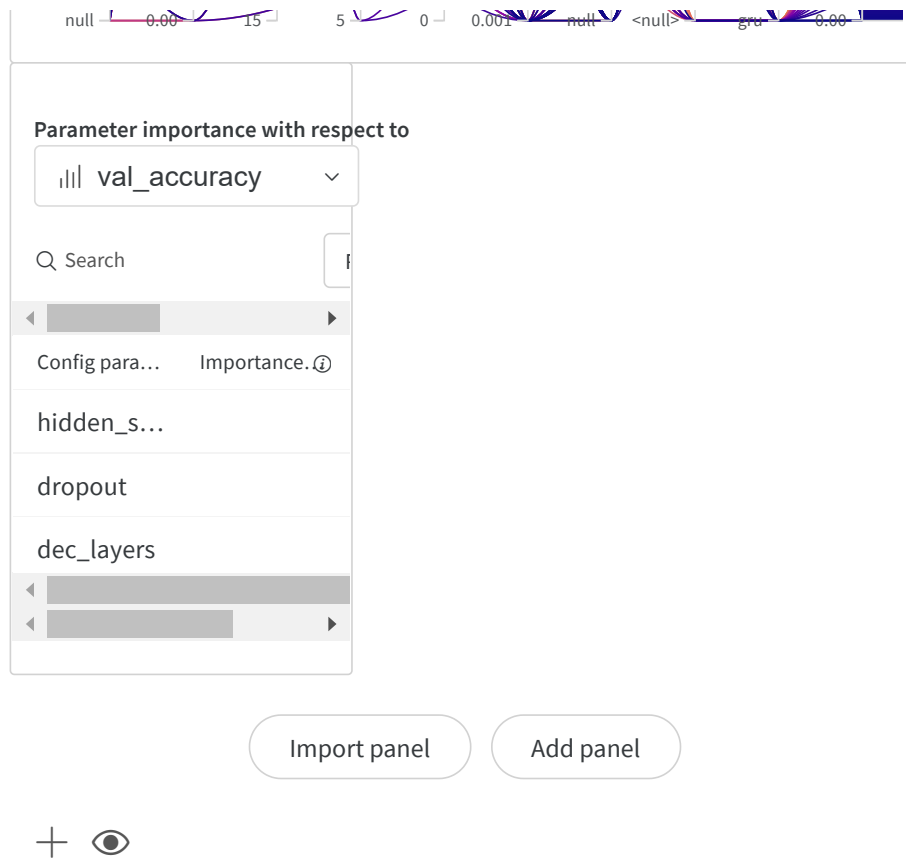 null 0.00 15 5 0 0.001 null <null> gru 0.00
Parameter importance with respect to
val_accuracy
Search
Config para… Importance…
hidden_s…
dropout
dec_layers
Import panel Add panel